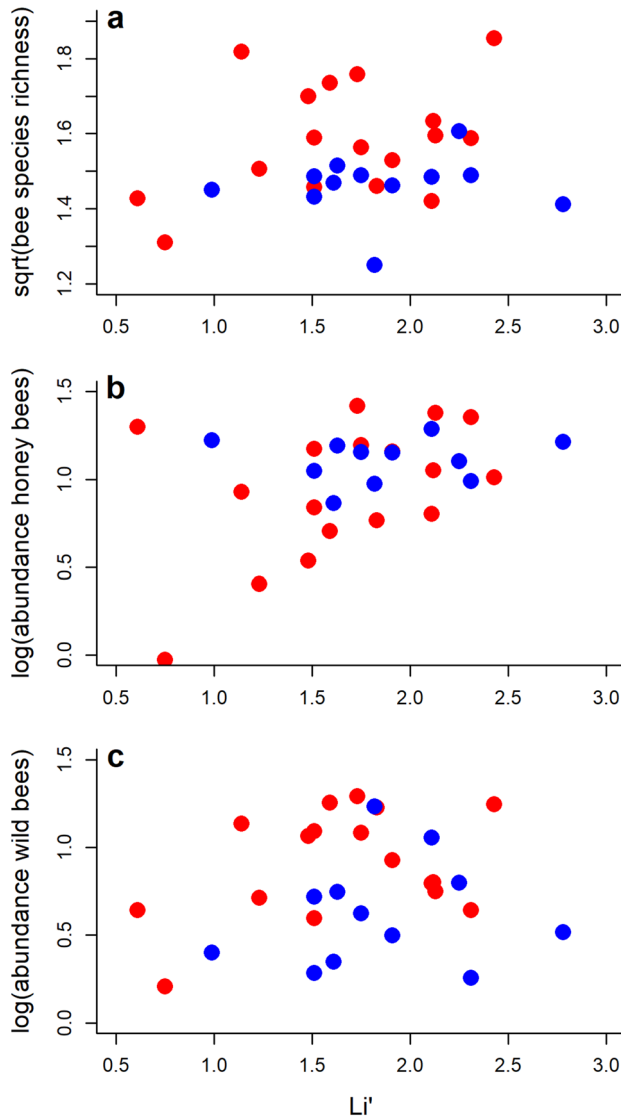 a
sqrt(bee species richness)
1.8
1.6
1.4
1.2
0.5 1.0 1.5 2.0 2.5 3.0
b
log(abundance honey bees)
1.5
1.0
0.5
0.0
0.5 1.0 1.5 2.0 2.5 3.0
c
log(abundance wild bees)
1.5
1.0
0.5
0.0
0.5 1.0 1.5 2.0 2.5 3.0
Li'